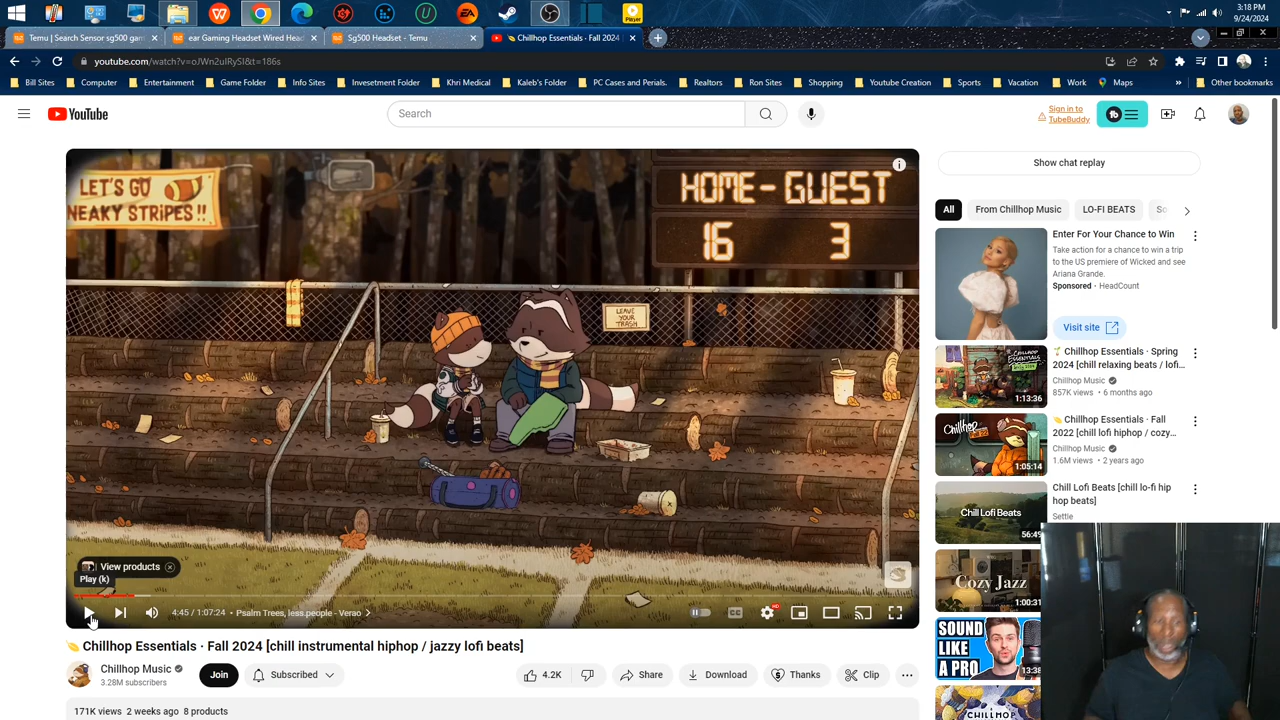 3:18 PM
9/24/2024
Player
Temu | Search Sensor sg500 gam
ear Gaming Headset Wired Head
Sg500 Headset - Temu
Chillhop Essentials - Fall 2024
youtube.com/watch?v=oJWn2uIRySI&t=186s
Bill Sites
Computer
Entertainment
Game Folder
Info Sites
Invesetment Folder
Khri Medical
Kaleb's Folder
PC Cases and Perials.
Realtors
Ron Sites
Shopping
Youtube Creation
Sports
Vacation
Work
Maps
»
Other bookmarks
YouTube
Search
Sign in to
TubeBuddy
LET'S GO
NEAKY STRIPES!!
HOME - GUEST
16 3
LEAVE
YOUR
TRASH
View products
Play (k)
4:45 / 1:07:24 • Psalm Trees, less.people - Verao
CC
HD
Chillhop Essentials · Fall 2024 [chill instrumental hiphop / jazzy lofi beats]
Chillhop Music
3.28M subscribers
Join
Subscribed
4.2K
Share
Download
Thanks
Clip
171K views 2 weeks ago 8 products
Show chat replay
All
From Chillhop Music
LO-FI BEATS
Sc
Enter For Your Chance to Win
Take action for a chance to win a trip
to the US premiere of Wicked and see
Ariana Grande.
Sponsored · HeadCount
Visit site
Chillhop Essentials · Spring
2024 [chill relaxing beats / lofi...
Chillhop Music
857K views • 6 months ago
1:13:36
Chillhop
Chillhop Essentials · Fall
2022 [chill lofi hiphop / cozy...
Chillhop Music
1.6M views • 2 years ago
1:05:14
Chill Lofi Beats [chill lo-fi hip
hop beats]
Settle
Chill Lofi Beats
56:49
Cozy Jazz
1:00:31
SOUND
LIKE
A PRO
13:38
CHILLHOP